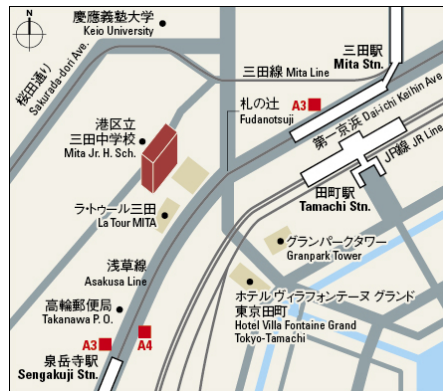 N
慶應義塾大学
Keio University
桜田通り
Sakurada-dori Ave.
三田駅
Mita Stn.
三田線 Mita Line
札の辻
Fudanotsuji
A3
第一京浜 Dai-ichi Keihin Ave.
JR線 JR Line
港区立
三田中学校
Mita Jr. H. Sch.
田町駅
Tamachi Stn.
ラ・トゥール三田
La Tour MITA
グランパークタワー
Granpark Tower
浅草線
Asakusa Line
高輪郵便局
Takanawa P. O.
ホテル ヴィラフォンテーヌ グランド
東京田町
Hotel Villa Fontaine Grand
Tokyo-Tamachi
A3
A4
泉岳寺駅
Sengakuji Stn.